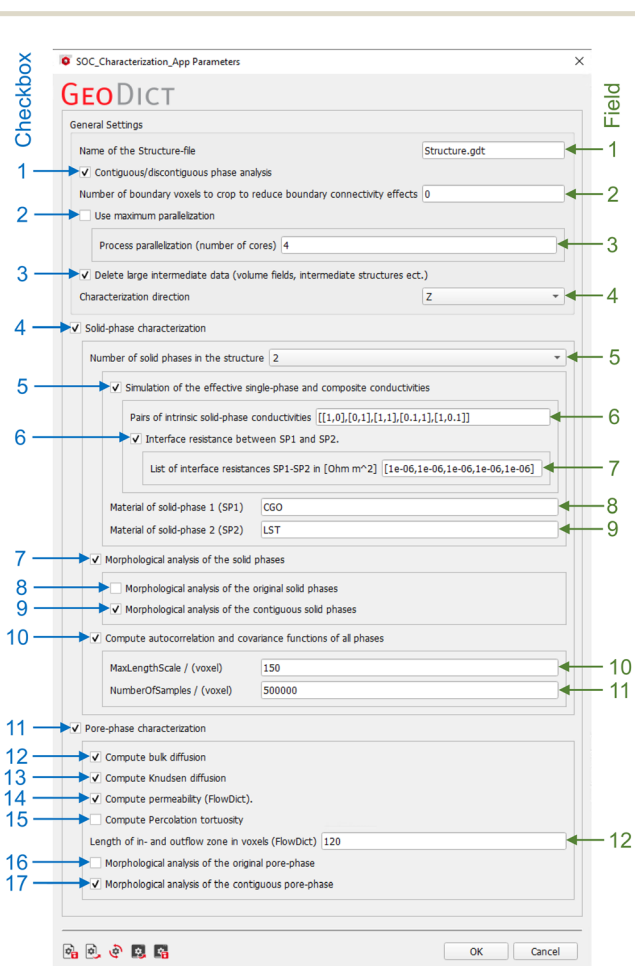 Checkbox
Field
SOC_Characterization_App Parameters
GEODICT
General Settings
Name of the Structure-file Structure.gdt 1
1 Contiguous/discontiguous phase analysis
Number of boundary voxels to crop to reduce boundary connectivity effects 0 2
2 Use maximum parallelization
Process parallelization (number of cores) 4 3
3 Delete large intermediate data (volume fields, intermediate structures ect.)
Characterization direction Z 4
4 Solid-phase characterization
Number of solid phases in the structure 2 5
5 Simulation of the effective single-phase and composite conductivities
Pairs of intrinsic solid-phase conductivities [[1,0],[0,1],[1,1],[0.1,1],[1,0.1]] 6
6 Interface resistance between SP1 and SP2.
List of interface resistances SP1-SP2 in [Ohm m^2] [1e-06,1e-06,1e-06,1e-06,1e-06] 7
Material of solid-phase 1 (SP1) CGO 8
Material of solid-phase 2 (SP2) LST 9
7 Morphological analysis of the solid phases
8 Morphological analysis of the original solid phases
9 Morphological analysis of the contiguous solid phases
10 Compute autocorrelation and covariance functions of all phases
MaxLengthScale / (voxel) 150 10
NumberOfSamples / (voxel) 500000 11
11 Pore-phase characterization
12 Compute bulk diffusion
13 Compute Knudsen diffusion
14 Compute permeability (FlowDict).
15 Compute Percolation tortuosity
Length of in- and outflow zone in voxels (FlowDict) 120 12
16 Morphological analysis of the original pore-phase
17 Morphological analysis of the contiguous pore-phase
OK Cancel